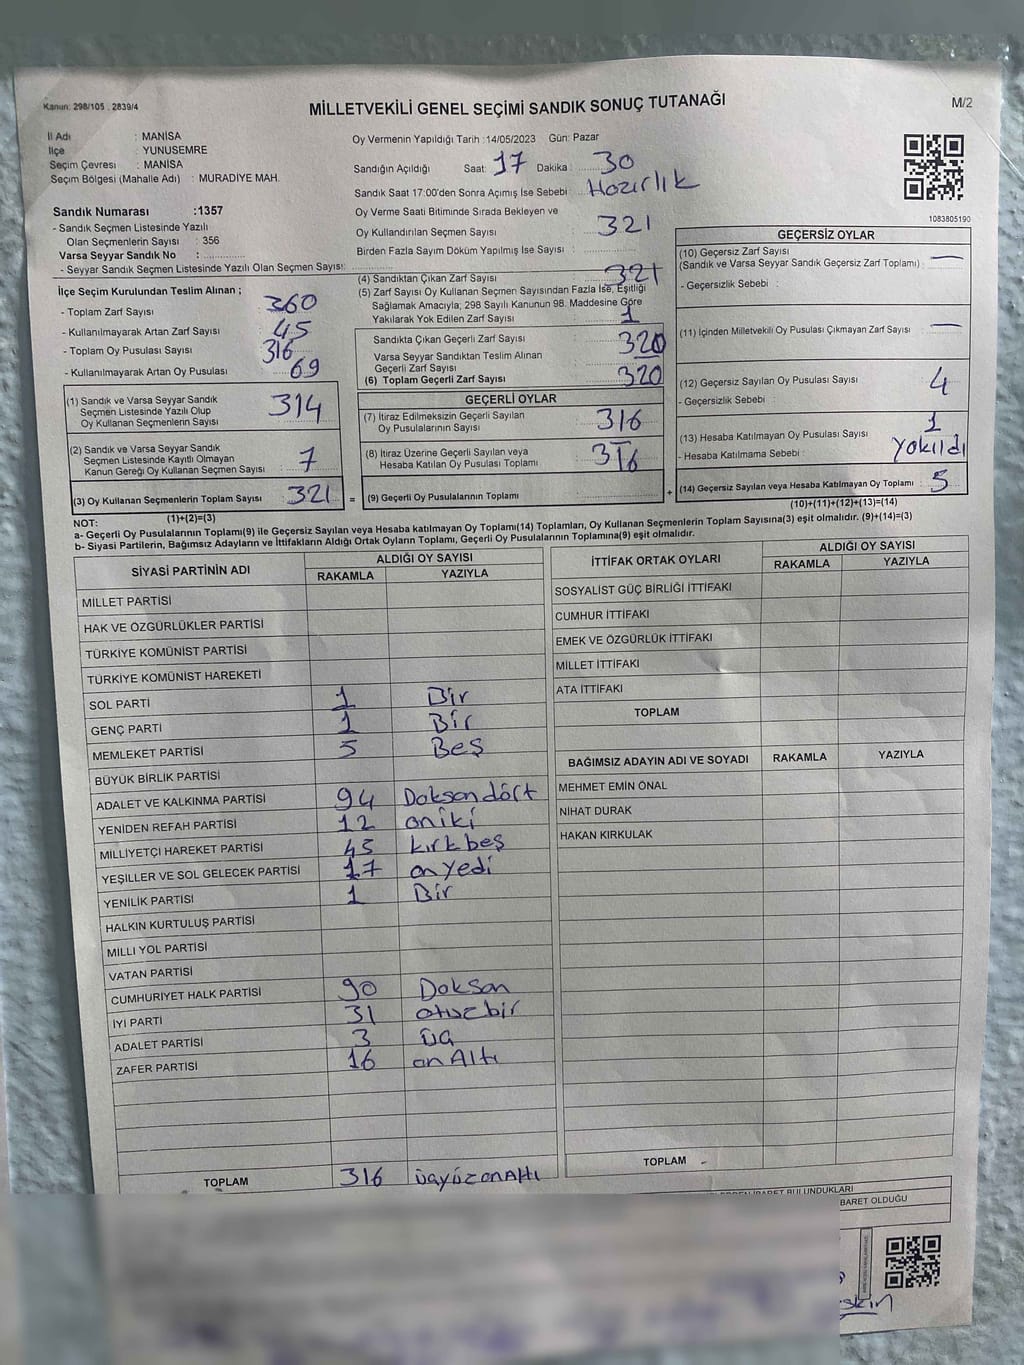 Kanun: 298/105 . 2839/4
MİLLETVEKİLİ GENEL SEÇİMİ SANDIK SONUÇ TUTANAĞI
M/2
İl Adı : MANİSA
İlçe : YUNUSEMRE
Seçim Çevresi : MANİSA
Seçim Bölgesi (Mahalle Adı) : MURADİYE MAH.
Sandık Numarası :1357
- Sandık Seçmen Listesinde Yazılı
Olan Seçmenlerin Sayısı : 356
Varsa Seyyar Sandık No :
- Seyyar Sandık Seçmen Listesinde Yazılı Olan Seçmen Sayısı:
Oy Vermenin Yapıldığı Tarih :14/05/2023 Gün: Pazar
Sandığın Açıldığı Saat: 17 Dakika : 30
Sandık Saat 17:00'den Sonra Açımış İse Sebebi : Hazırlık
Oy Verme Saati Bitiminde Sırada Bekleyen ve
Oy Kullandırılan Seçmen Sayısı : 321
Birden Fazla Sayım Döküm Yapılmış İse Sayısı :
1083805190
İlçe Seçim Kurulundan Teslim Alınan ;
- Toplam Zarf Sayısı : 360
- Kullanılmayarak Artan Zarf Sayısı : 45
- Toplam Oy Pusulası Sayısı : 316
- Kullanılmayarak Artan Oy Pusulası : 69
(1) Sandık ve Varsa Seyyar Sandık
Seçmen Listesinde Yazılı Olup
Oy Kullanan Seçmenlerin Sayısı 314
(2) Sandık ve Varsa Seyyar Sandık
Seçmen Listesinde Kayıtlı Olmayan
Kanun Gereği Oy Kullanan Seçmen Sayısı 7
(3) Oy Kullanan Seçmenlerin Toplam Sayısı 321 =
(1)+(2)=(3)
(4) Sandıktan Çıkan Zarf Sayısı 321
(5) Zarf Sayısı Oy Kullanan Seçmen Sayısından Fazla İse, Eşitliği
Sağlamak Amacıyla; 298 Sayılı Kanunun 98. Maddesine Göre
Yakılarak Yok Edilen Zarf Sayısı 1
Sandıkta Çıkan Geçerli Zarf Sayısı 320
Varsa Seyyar Sandıktan Teslim Alınan
Geçerli Zarf Sayısı
(6) Toplam Geçerli Zarf Sayısı 320
GEÇERLİ OYLAR
(7) İtiraz Edilmeksizin Geçerli Sayılan
Oy Pusulalarının Sayısı 316
(8) İtiraz Üzerine Geçerli Sayılan veya
Hesaba Katılan Oy Pusulası Toplamı 316
(9) Geçerli Oy Pusulalarının Toplamı +
GEÇERSİZ OYLAR
(10) Geçersiz Zarf Sayısı
(Sandık ve Varsa Seyyar Sandık Geçersiz Zarf Toplamı) : —
- Geçersizlik Sebebi :
(11) İçinden Milletvekili Oy Pusulası Çıkmayan Zarf Sayısı : —
(12) Geçersiz Sayılan Oy Pusulası Sayısı : 4
- Geçersizlik Sebebi :
(13) Hesaba Katılmayan Oy Pusulası Sayısı : 1
- Hesaba Katılmama Sebebi : Yakıldı
(14) Geçersiz Sayılan veya Hesaba Katılmayan Oy Toplamı : 5
(10)+(11)+(12)+(13)=(14)
NOT:
a- Geçerli Oy Pusulalarının Toplamı(9) ile Geçersiz Sayılan veya Hesaba katılmayan Oy Toplamı(14) Toplamları, Oy Kullanan Seçmenlerin Toplam Sayısına(3) eşit olmalıdır. (9)+(14)=(3)
b- Siyasi Partilerin, Bağımsız Adayların ve İttifakların Aldığı Ortak Oyların Toplamı, Geçerli Oy Pusulalarının Toplamına(9) eşit olmalıdır.
SİYASİ PARTİNİN ADI ALDIĞI OY SAYISI
RAKAMLA YAZIYLA
MİLLET PARTİSİ
HAK VE ÖZGÜRLÜKLER PARTİSİ
TÜRKİYE KOMÜNİST PARTİSİ
TÜRKİYE KOMÜNİST HAREKETİ
SOL PARTİ 1 Bir
GENÇ PARTİ 1 Bir
MEMLEKET PARTİSİ 5 Beş
BÜYÜK BİRLİK PARTİSİ
ADALET VE KALKINMA PARTİSİ 94 Doksandört
YENİDEN REFAH PARTİSİ 12 oniki
MİLLİYETÇİ HAREKET PARTİSİ 45 kırkbeş
YEŞİLLER VE SOL GELECEK PARTİSİ 17 onyedi
YENİLİK PARTİSİ 1 Bir
HALKIN KURTULUŞ PARTİSİ
MİLLİ YOL PARTİSİ
VATAN PARTİSİ
CUMHURİYET HALK PARTİSİ 90 Doksan
İYİ PARTİ 31 otuzbir
ADALET PARTİSİ 3 üç
ZAFER PARTİSİ 16 onAltı
TOPLAM 316 üçyüzonAltı
İTTİFAK ORTAK OYLARI ALDIĞI OY SAYISI
RAKAMLA YAZIYLA
SOSYALİST GÜÇ BİRLİĞİ İTTİFAKI
CUMHUR İTTİFAKI
EMEK VE ÖZGÜRLÜK İTTİFAKI
MİLLET İTTİFAKI
ATA İTTİFAKI
TOPLAM
BAĞIMSIZ ADAYIN ADI VE SOYADI RAKAMLA YAZIYLA
MEHMET EMİN ÖNAL
NİHAT DURAK
HAKAN KIRKULAK
TOPLAM
BULUNDUKLARI
BARET OLDUĞU